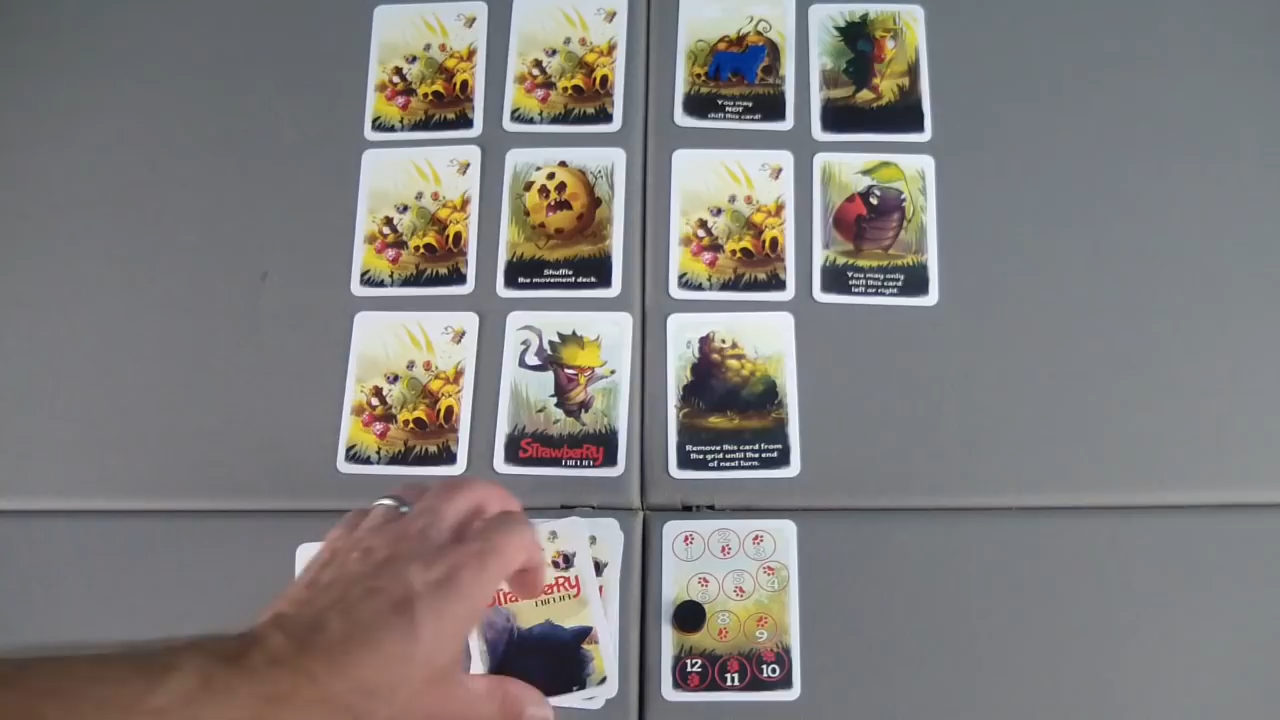 You may
NOT
shift this card!
Shuffle
the movement deck.
You may only
shift this card
left or right.
Strawberry
ninja
Remove this card from
the grid until the end
of next turn.
Strawberry
ninja
1 2 3
6 5 4
8 9
12 11 10